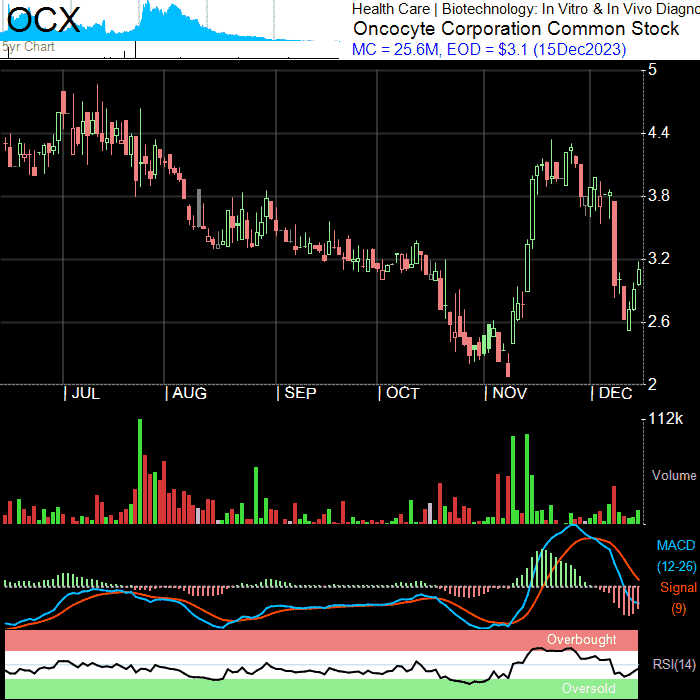 OCX
Health Care | Biotechnology: In Vitro & In Vivo Diagno
Oncocyte Corporation Common Stock
5yr Chart
MC = 25.6M, EOD = $3.1 (15Dec2023)
5
4.4
3.8
3.2
2.6
2
| JUL | AUG | SEP | OCT | NOV | DEC
112k
Volume
MACD
(12-26)
Signal
(9)
Overbought
RSI(14)
Oversold